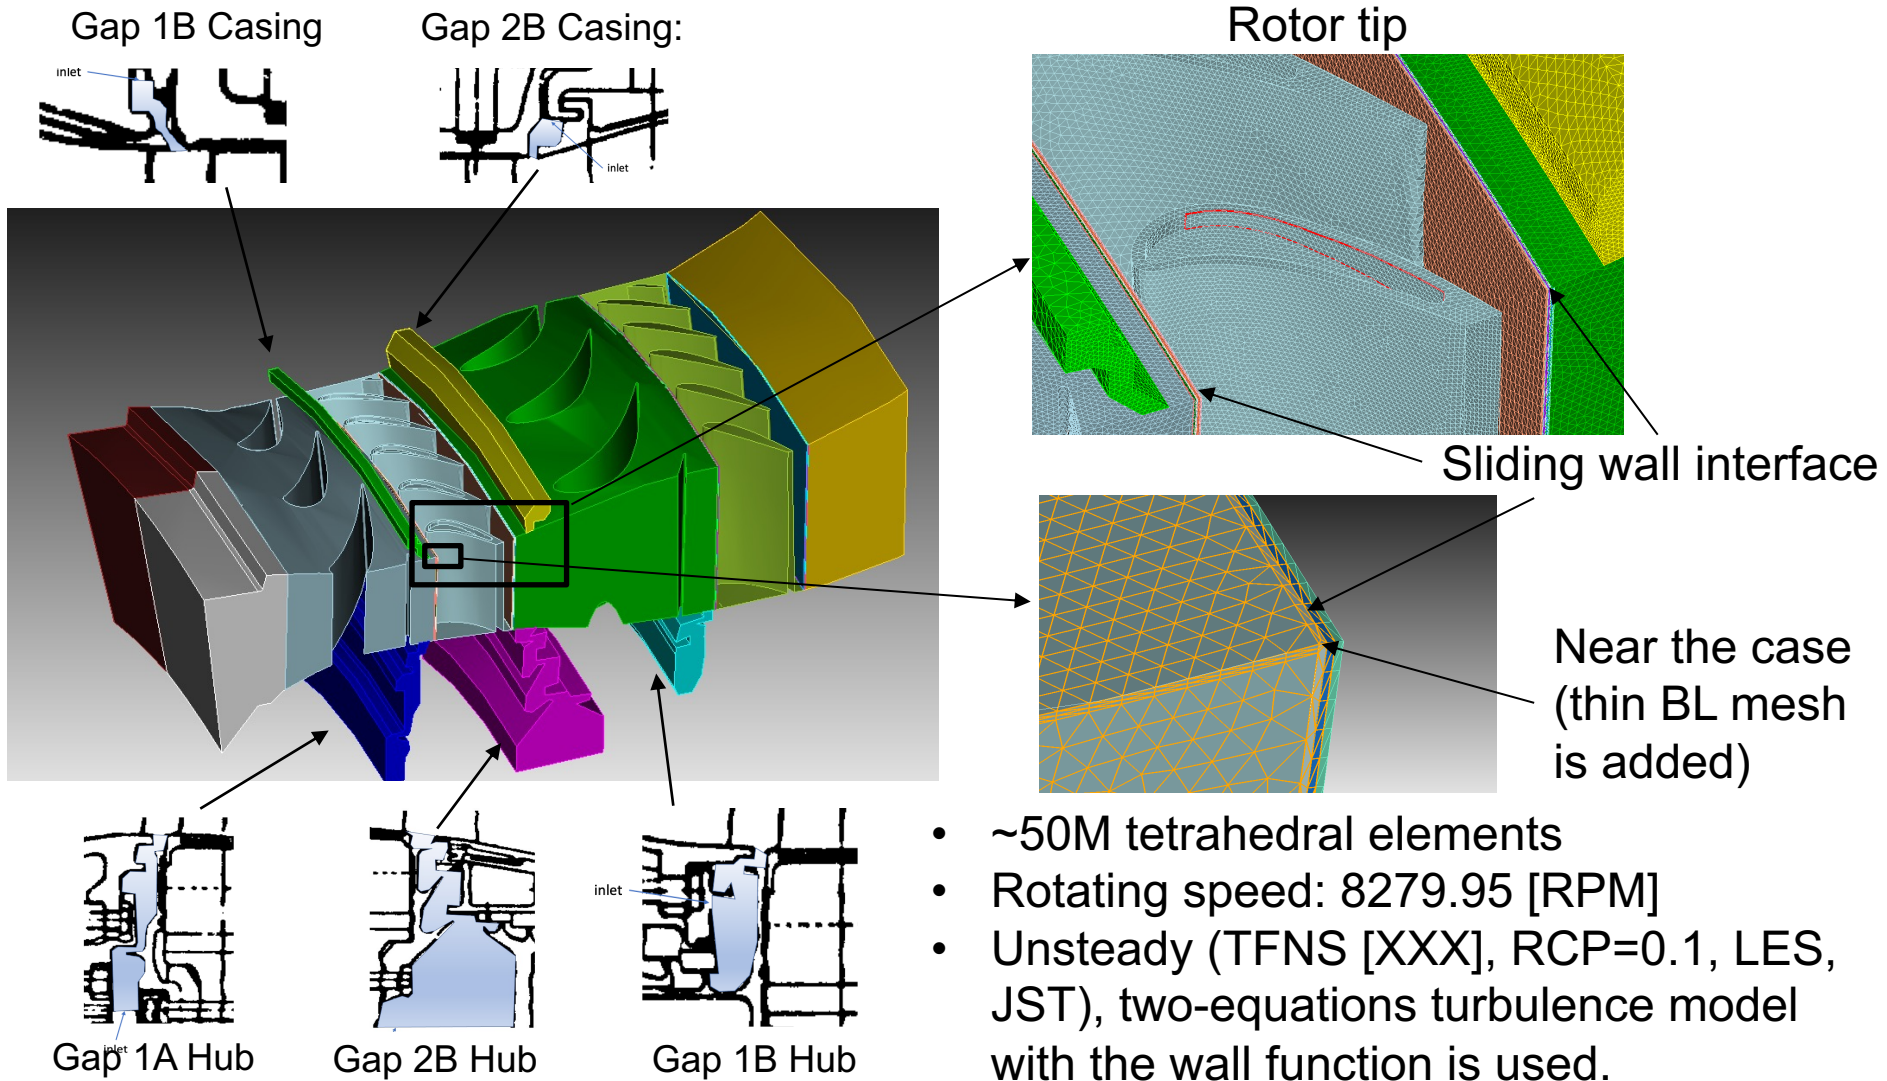 Gap 1B Casing
Gap 2B Casing:
Rotor tip
inlet
inlet
Sliding wall interface
Near the case
(thin BL mesh
is added)
inlet
inlet
Gap 1A Hub
Gap 2B Hub
Gap 1B Hub
• ~50M tetrahedral elements
• Rotating speed: 8279.95 [RPM]
• Unsteady (TFNS [XXX], RCP=0.1, LES,
JST), two-equations turbulence model
with the wall function is used.